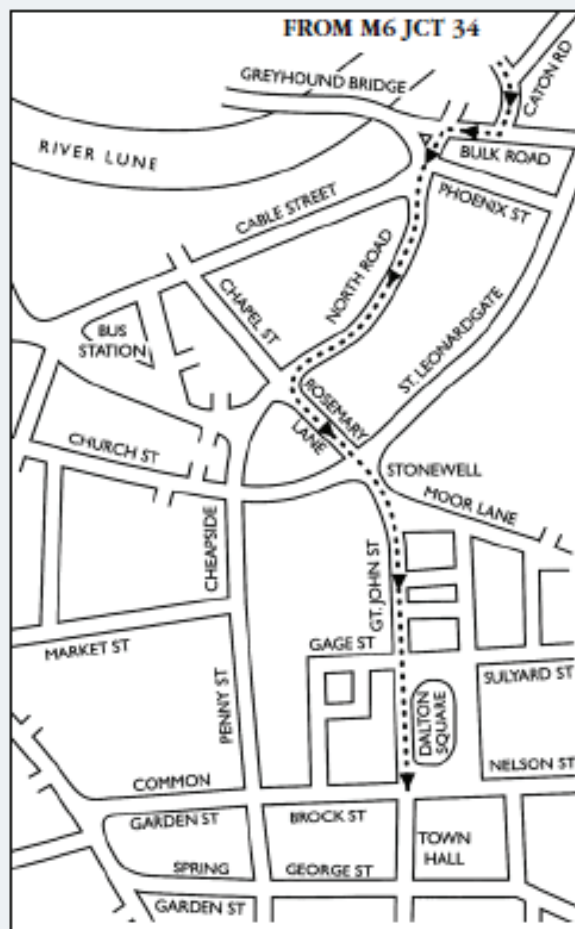 FROM M6 JCT 34
GREYHOUND BRIDGE
CATON RD
RIVER LUNE
BULK ROAD
CABLE STREET
PHOENIX ST
NORTH ROAD
CHAPEL ST
BUS
STATION
ST. LEONARDGATE
ROSEMARY
LANE
CHURCH ST
STONEWELL
MOOR LANE
CHEAPSIDE
GT. JOHN ST
MARKET ST
GAGE ST
SULYARD ST
PENNY ST
DALTON
SQUARE
NELSON ST
COMMON
GARDEN ST
BROCK ST
TOWN
HALL
SPRING
GARDEN ST
GEORGE ST